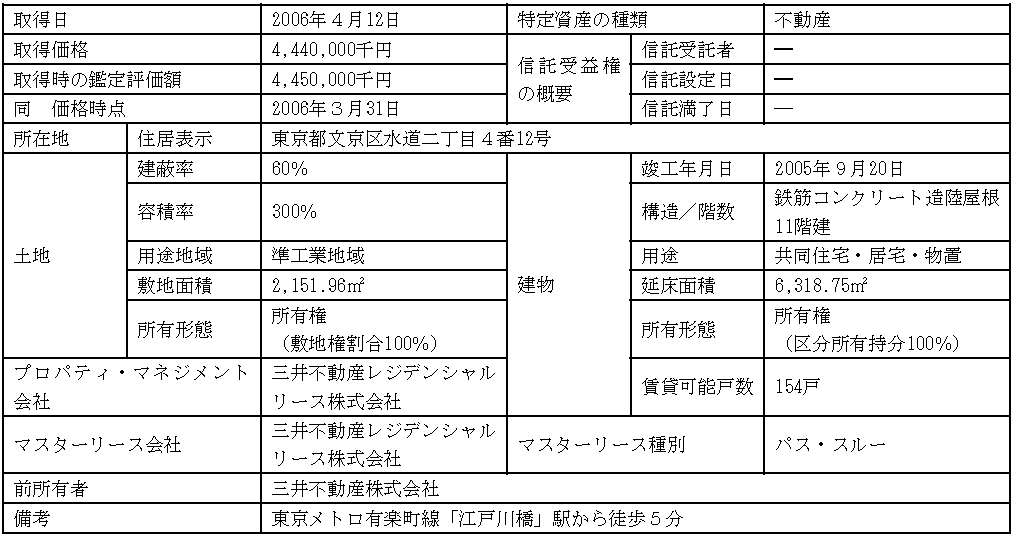 取得日 2006年４月12日 特定資産の種類 不動産
取得価格 4,440,000千円 信託受益権の概要 信託受託者 ―
取得時の鑑定評価額 4,450,000千円 信託設定日 ―
同　価格時点 2006年３月31日 信託満了日 ―
所在地 住居表示 東京都文京区水道二丁目４番12号
土地 建蔽率 60% 建物 竣工年月日 2005年９月20日
容積率 300% 構造／階数 鉄筋コンクリート造陸屋根
11階建
用途地域 準工業地域 用途 共同住宅・居宅・物置
敷地面積 2,151.96㎡ 延床面積 6,318.75㎡
所有形態 所有権
（敷地権割合100%） 所有形態 所有権
（区分所有持分100%）
プロパティ・マネジメント
会社 三井不動産レジデンシャル
リース株式会社 賃貸可能戸数 154戸
マスターリース会社 三井不動産レジデンシャル
リース株式会社 マスターリース種別 パス・スルー
前所有者 三井不動産株式会社
備考 東京メトロ有楽町線「江戸川橋」駅から徒歩５分